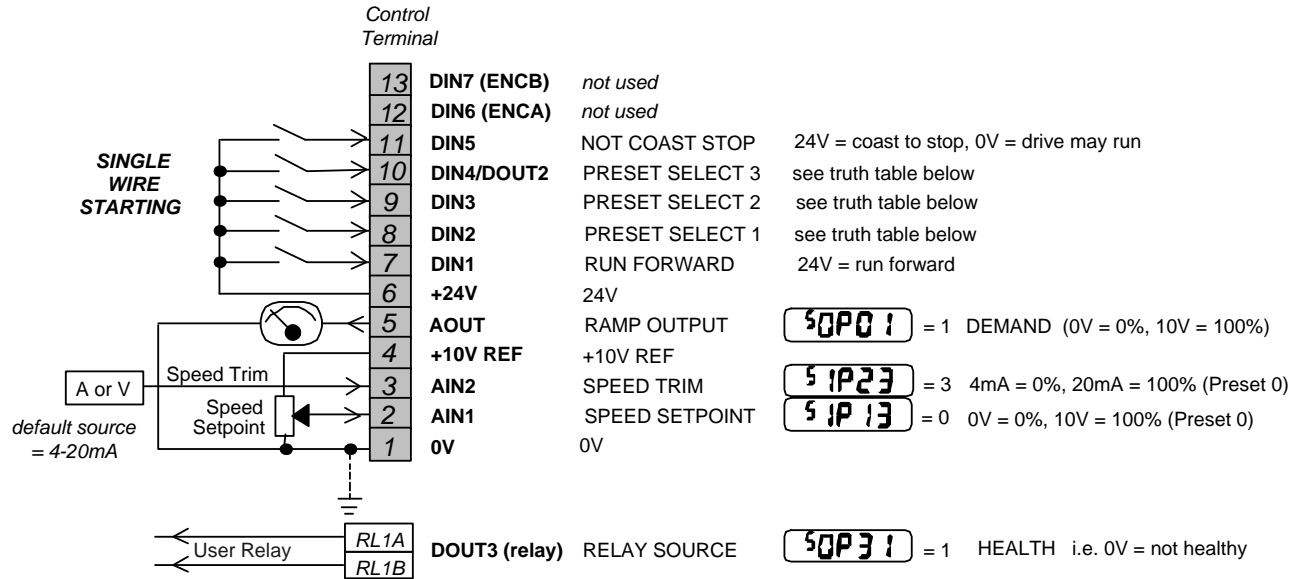 Control
Terminal
13 DIN7 (ENCB) not used
12 DIN6 (ENCA) not used
11 DIN5 NOT COAST STOP 24V = coast to stop, 0V = drive may run
10 DIN4/DOUT2 PRESET SELECT 3 see truth table below
9 DIN3 PRESET SELECT 2 see truth table below
8 DIN2 PRESET SELECT 1 see truth table below
7 DIN1 RUN FORWARD 24V = run forward
6 +24V 24V
5 AOUT RAMP OUTPUT SOP01 = 1 DEMAND (0V = 0%, 10V = 100%)
4 +10V REF +10V REF
3 AIN2 SPEED TRIM SIP23 = 3 4mA = 0%, 20mA = 100% (Preset 0)
2 AIN1 SPEED SETPOINT SIP13 = 0 0V = 0%, 10V = 100% (Preset 0)
1 0V 0V
SINGLE
WIRE
STARTING
A or V
Speed Trim
Speed
Setpoint
default source
= 4-20mA
User Relay
RL1A
RL1B
DOUT3 (relay) RELAY SOURCE SOP31 = 1 HEALTH i.e. 0V = not healthy